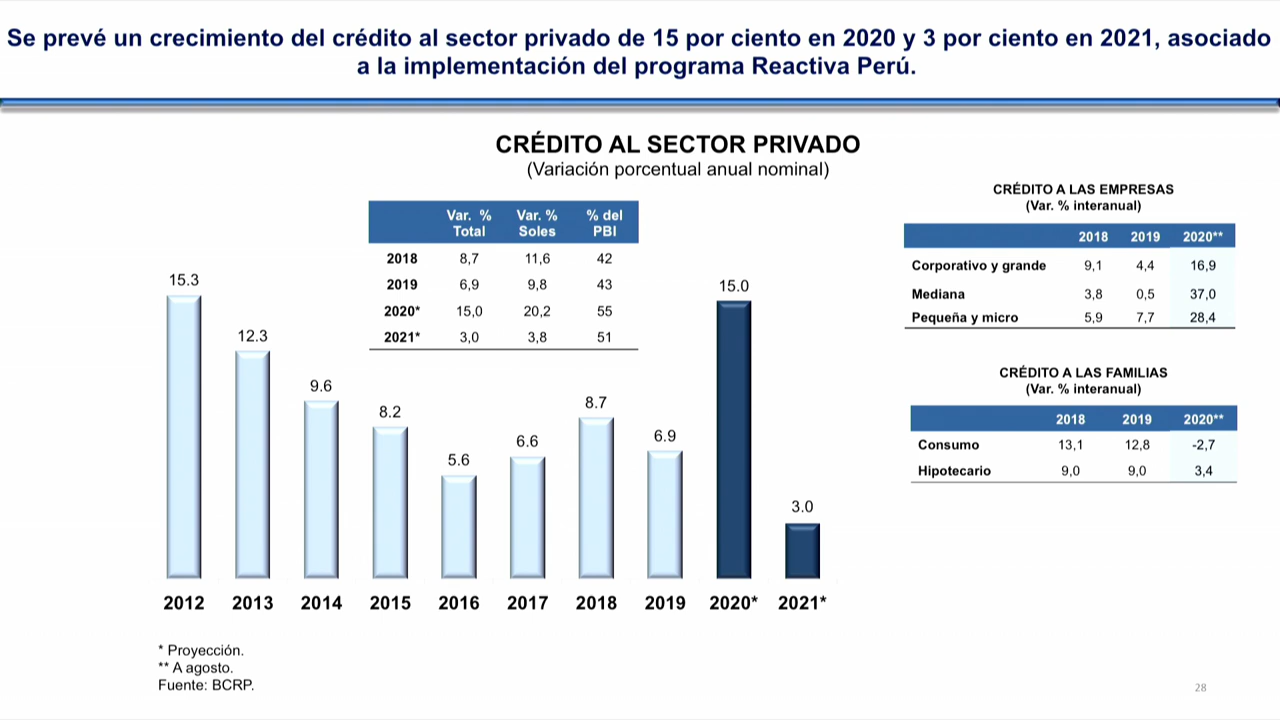 Se prevé un crecimiento del crédito al sector privado de 15 por ciento en 2020 y 3 por ciento en 2021, asociado
a la implementación del programa Reactiva Perú.
CRÉDITO AL SECTOR PRIVADO
(Variación porcentual anual nominal)
Var. % Total Var. % Soles % del PBI
2018 8,7 11,6 42
2019 6,9 9,8 43
2020* 15,0 20,2 55
2021* 3,0 3,8 51
15.3 12.3 9.6 8.2 5.6 6.6 8.7 6.9 15.0 3.0
2012 2013 2014 2015 2016 2017 2018 2019 2020* 2021*
CRÉDITO A LAS EMPRESAS
(Var. % interanual)
2018 2019 2020**
Corporativo y grande 9,1 4,4 16,9
Mediana 3,8 0,5 37,0
Pequeña y micro 5,9 7,7 28,4
CRÉDITO A LAS FAMILIAS
(Var. % interanual)
2018 2019 2020**
Consumo 13,1 12,8 -2,7
Hipotecario 9,0 9,0 3,4
* Proyección.
** A agosto.
Fuente: BCRP.
28